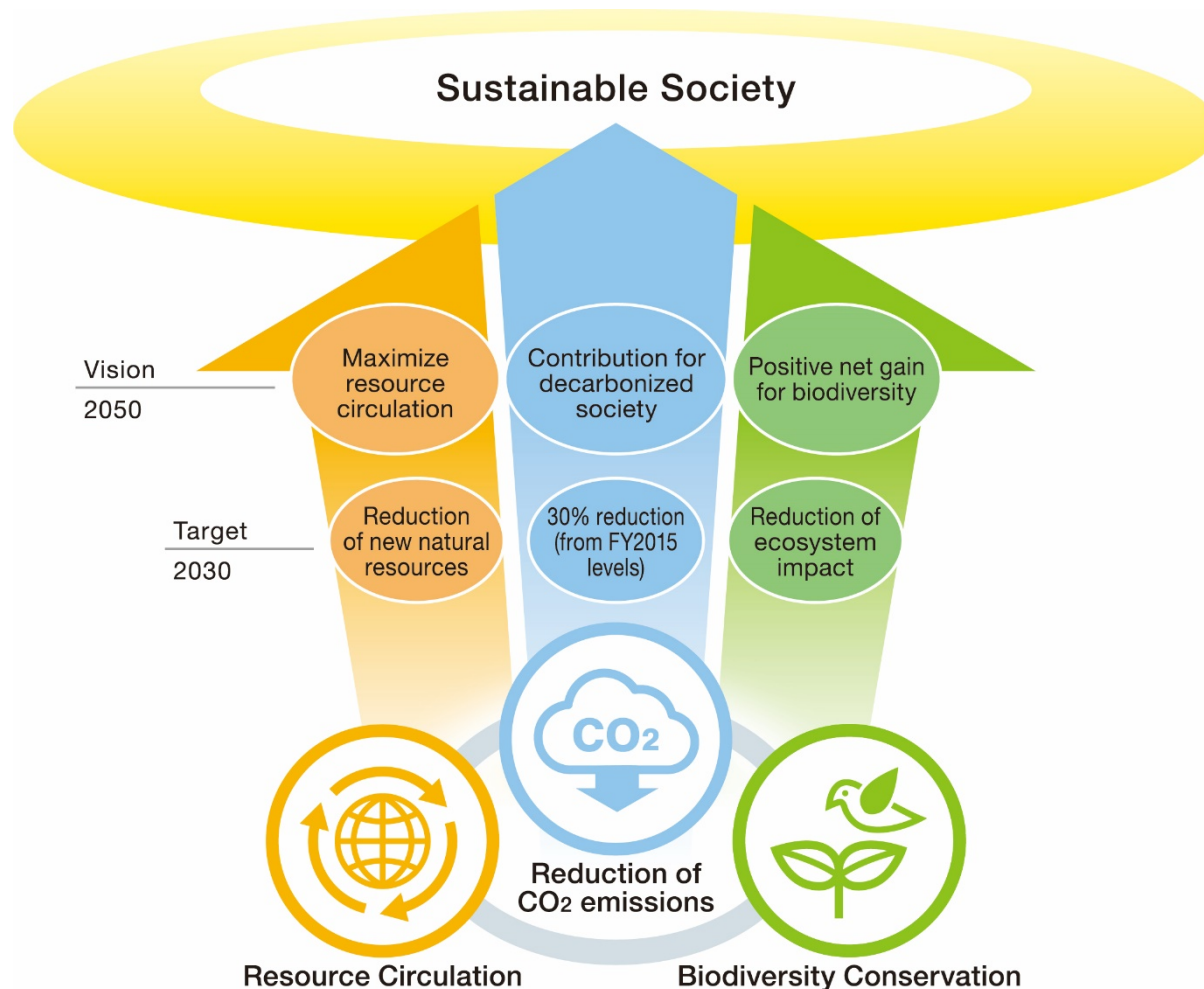 Sustainable Society
Vision
2050
Maximize
resource
circulation
Contribution for
decarbonized
society
Positive net gain
for biodiversity
Target
2030
Reduction
of new natural
resources
30% reduction
(from FY2015
levels)
Reduction of
ecosystem
impact
CO₂
Reduction of
CO₂ emissions
Resource Circulation
Biodiversity Conservation